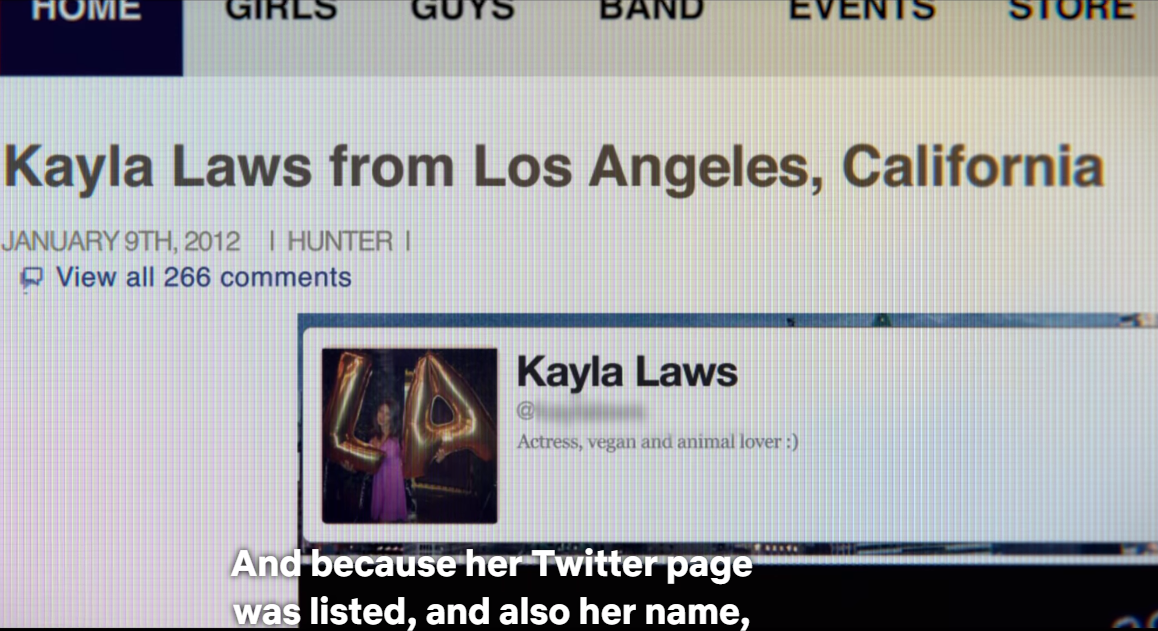 HOME GIRLS GUYS BAND EVENTS STORE
Kayla Laws from Los Angeles, California
JANUARY 9TH, 2012 | HUNTER |
View all 266 comments
Kayla Laws
@
Actress, vegan and animal lover :)
And because her Twitter page
was listed, and also her name,